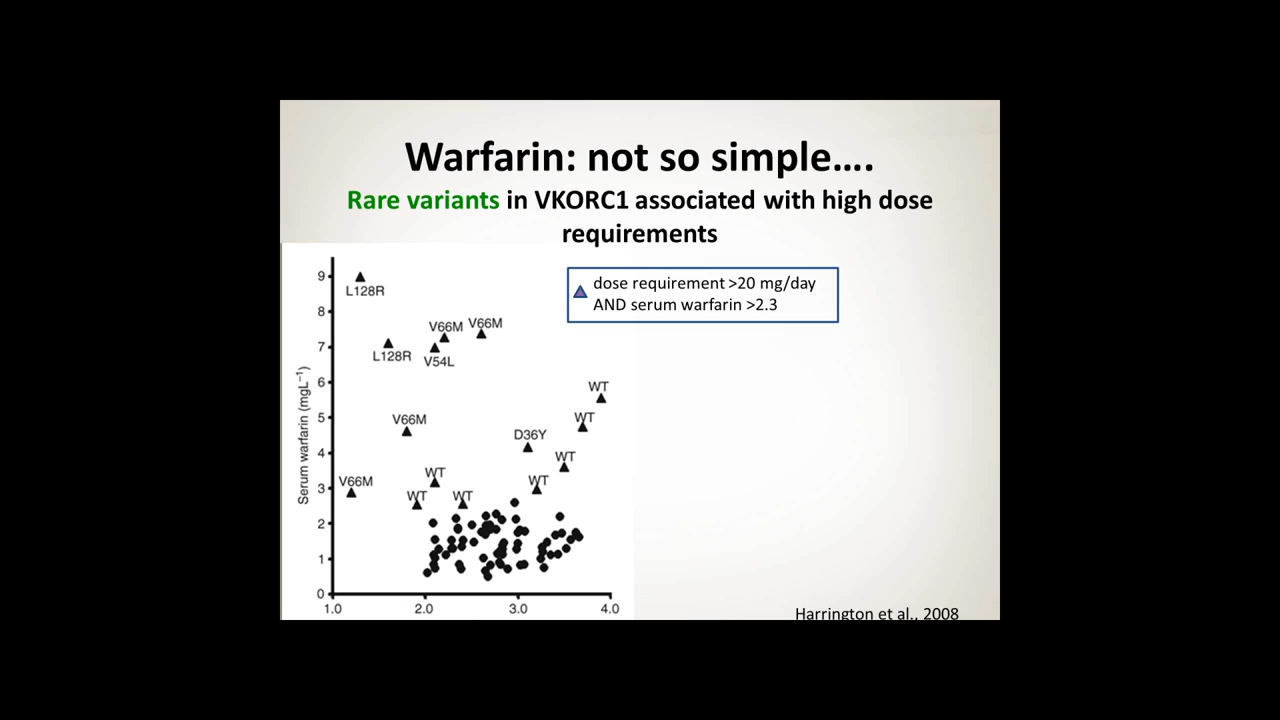 Warfarin: not so simple….
Rare variants in VKORC1 associated with high dose
requirements
dose requirement >20 mg/day
AND serum warfarin >2.3
Serum warfarin (mgL⁻¹)
9
8
7
6
5
4
3
2
1
0
1.0 2.0 3.0 4.0
L128R
V66M V66M
L128R V54L
WT
V66M WT
D36Y
WT
WT
V66M WT
WT WT
Harrington et al., 2008